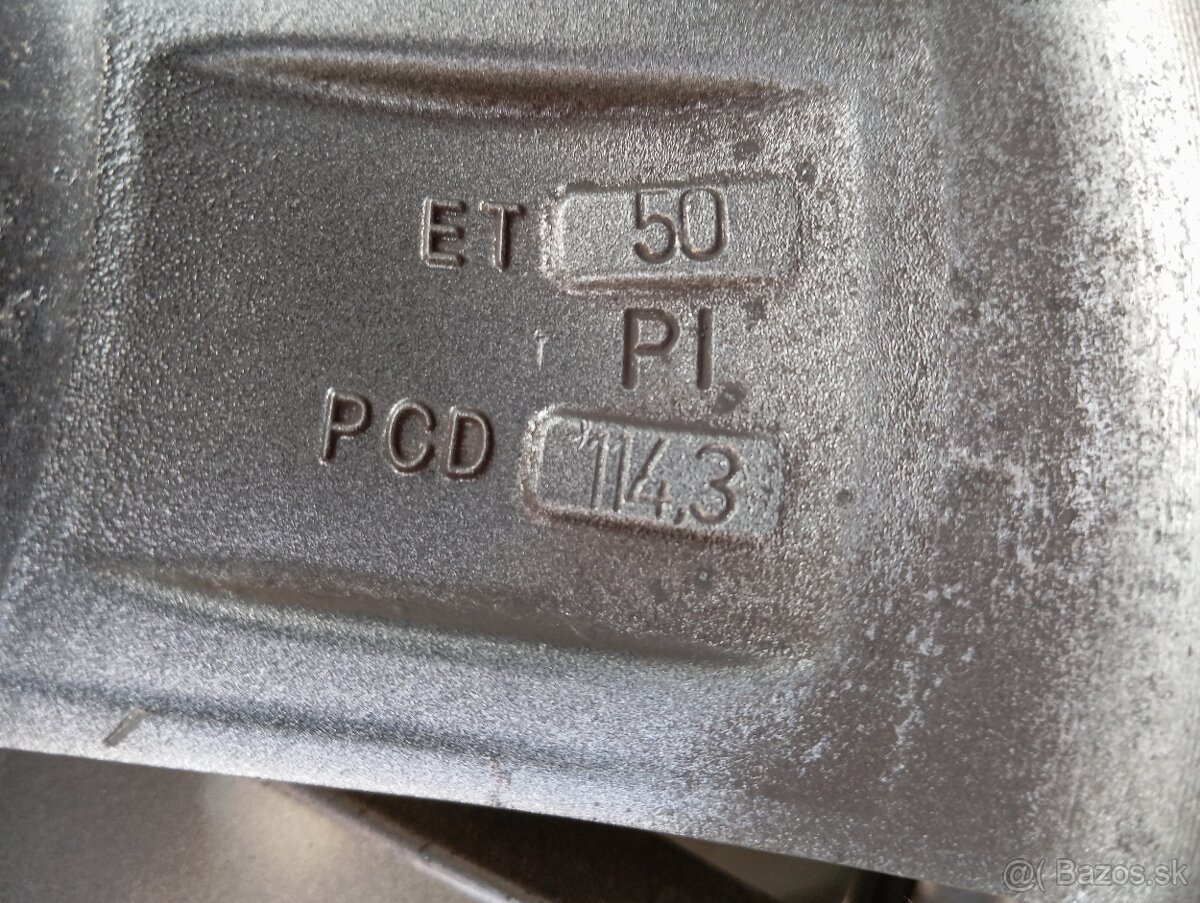 ET 50
PI
PCD 114,3
@( Bazos.sk